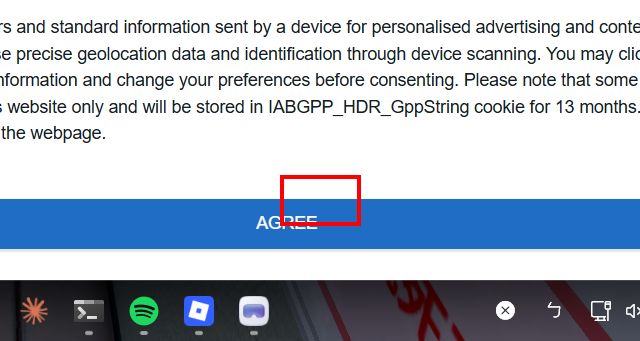 rs and standard information sent by a device for personalised advertising and conte
se precise geolocation data and identification through device scanning. You may clic
nformation and change your preferences before consenting. Please note that some
s website only and will be stored in IABGPP_HDR_GppString cookie for 13 months.
the webpage.
AGREE